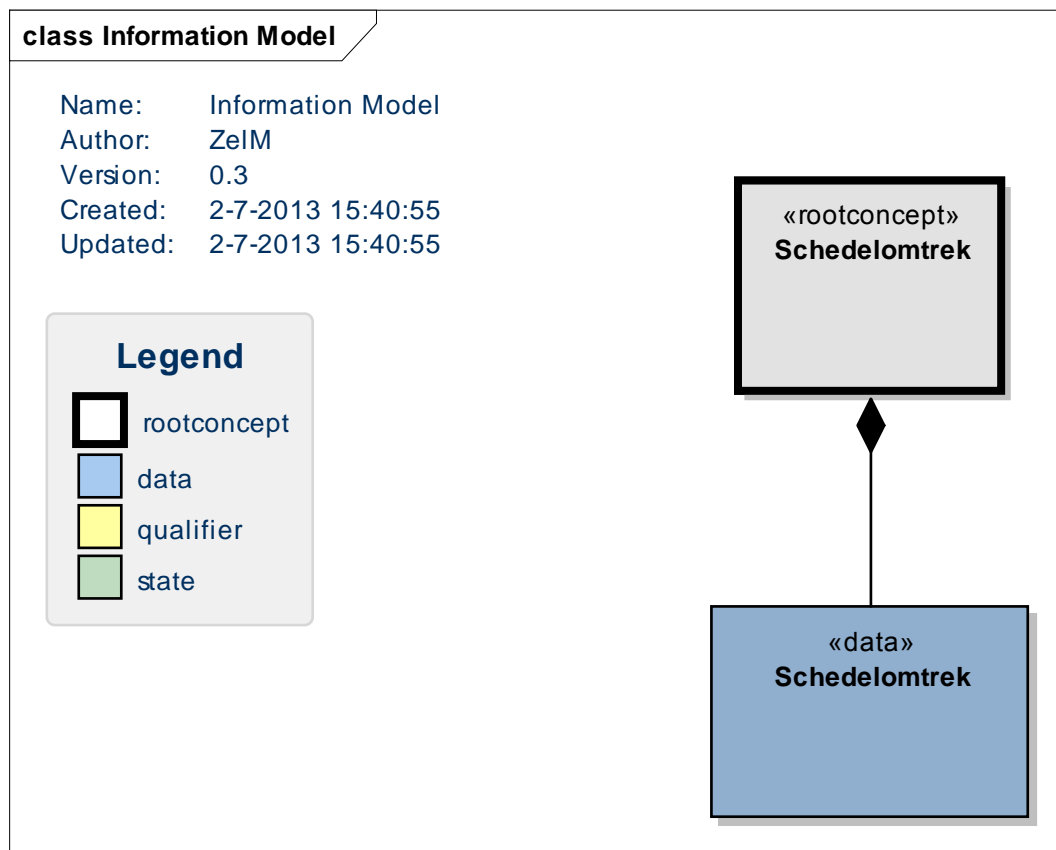 class Information Model
Name: Information Model
Author: ZelM
Version: 0.3
Created: 2-7-2013 15:40:55
Updated: 2-7-2013 15:40:55
Legend
rootconcept
data
qualifier
state
«rootconcept»
Schedelomtrek
«data»
Schedelomtrek